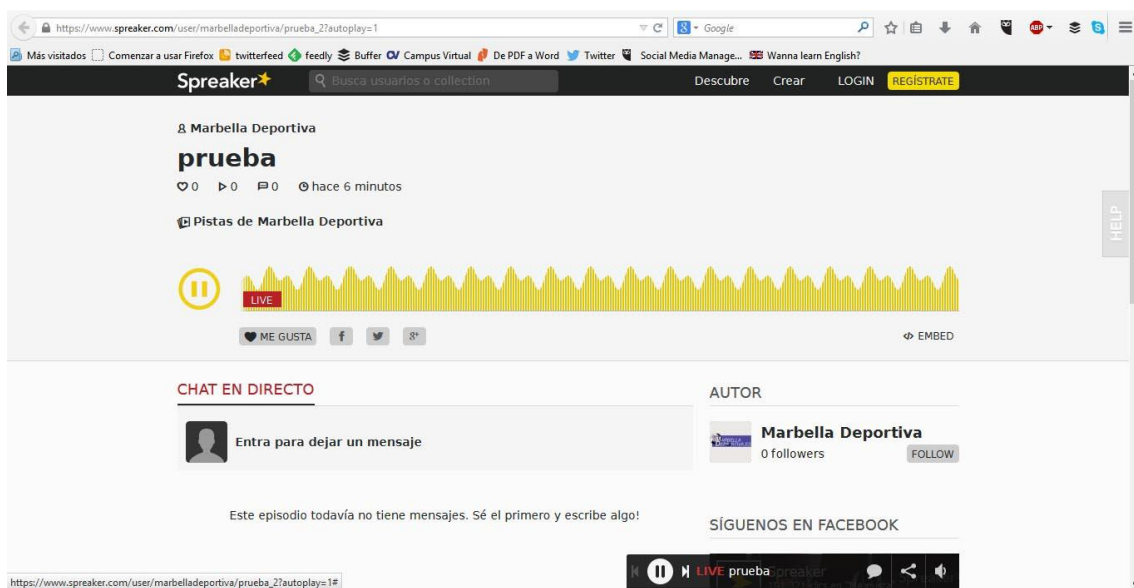 https://www.spreaker.com/user/marbelladeportiva/prueba_2?autoplay=1
8 - Google
ABP
Más visitados Comenzar a usar Firefox twitterfeed feedly Buffer CV Campus Virtual De PDF a Word Twitter Social Media Manage... Wanna learn English?
Spreaker Busca usuarios o collection Descubre Crear LOGIN REGÍSTRATE
Marbella Deportiva
prueba
0 0 0 hace 6 minutos
Pistas de Marbella Deportiva
HELP
LIVE
ME GUSTA f 8+ EMBED
CHAT EN DIRECTO
Entra para dejar un mensaje
Este episodio todavía no tiene mensajes. Sé el primero y escribe algo!
AUTOR
Marbella Deportiva
0 followers FOLLOW
SÍGUENOS EN FACEBOOK
LIVE prueba
Spreaker
https://www.spreaker.com/user/marbelladeportiva/prueba_2?autoplay=1#